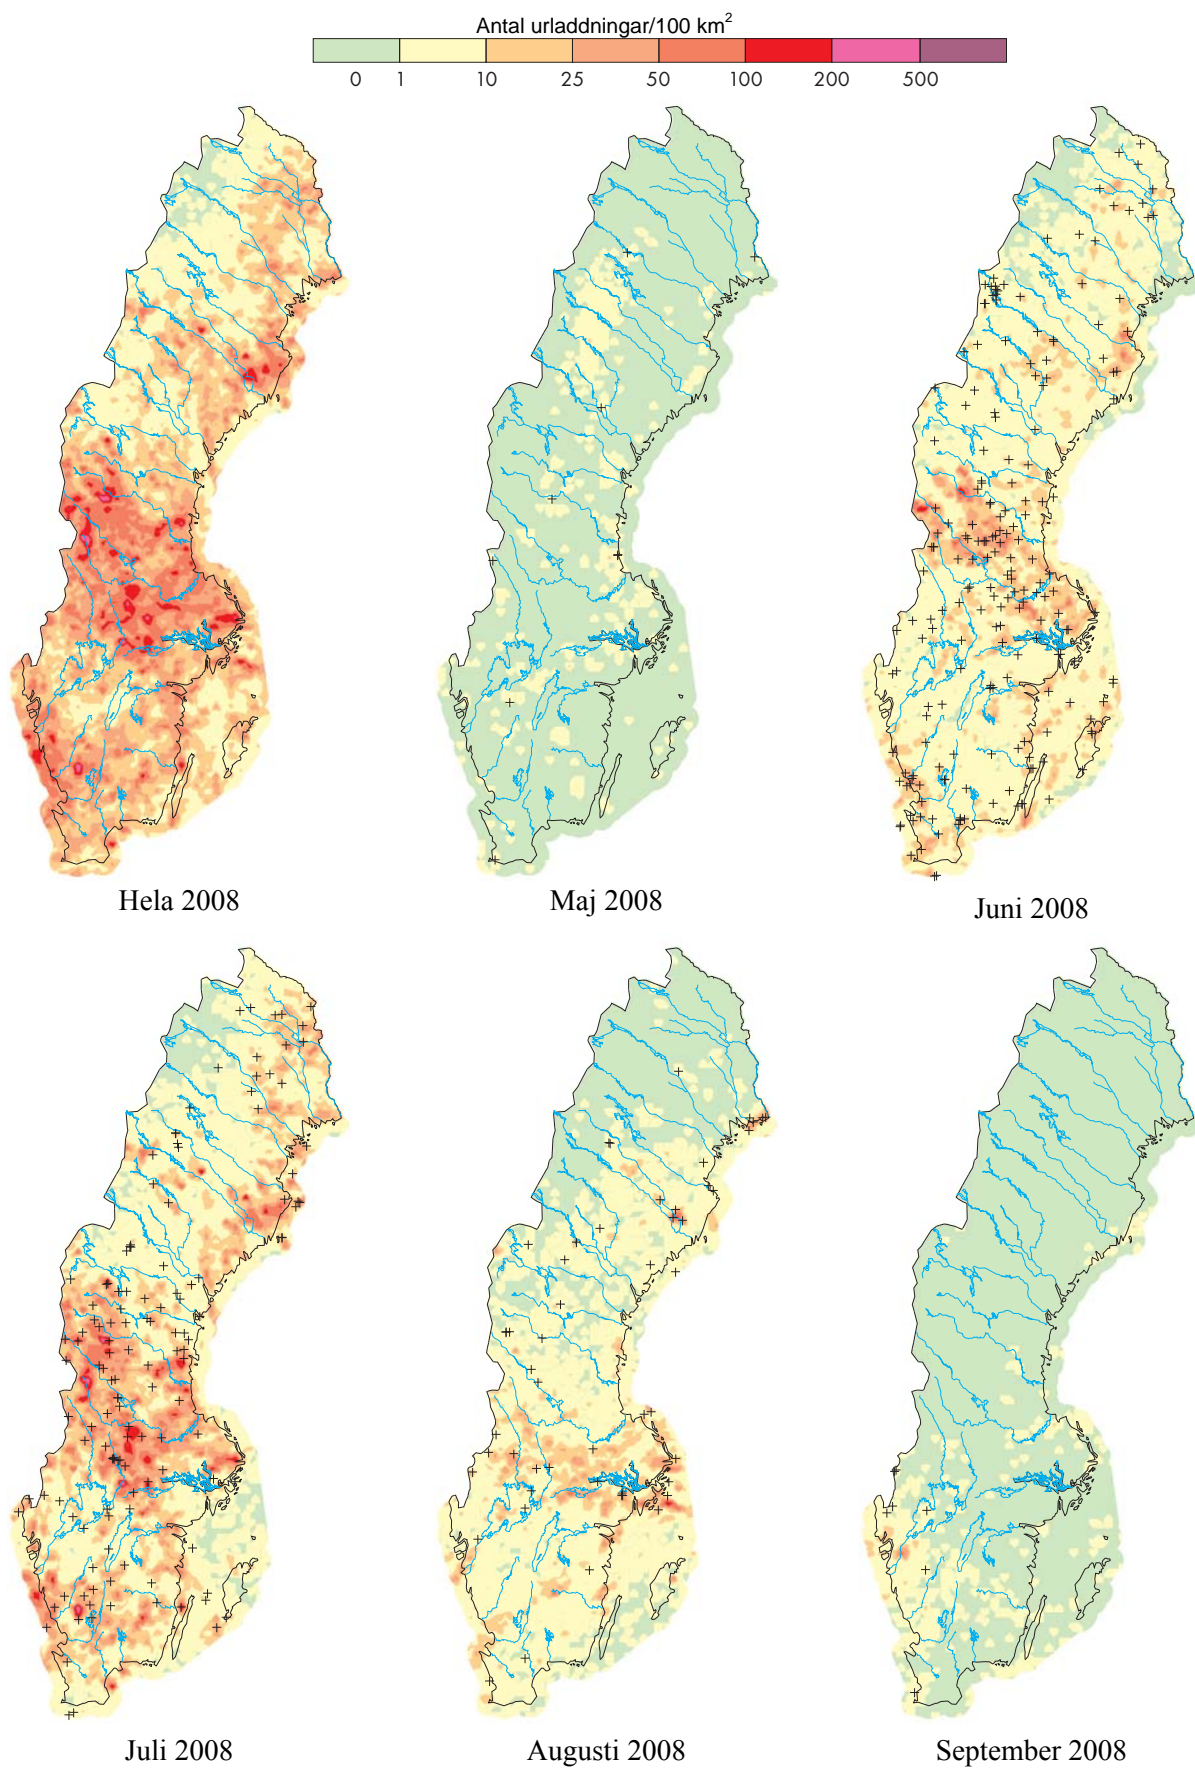 Antal urladdningar/100 km²
0 1 10 25 50 100 200 500
Hela 2008
Maj 2008
Juni 2008
Juli 2008
Augusti 2008
September 2008